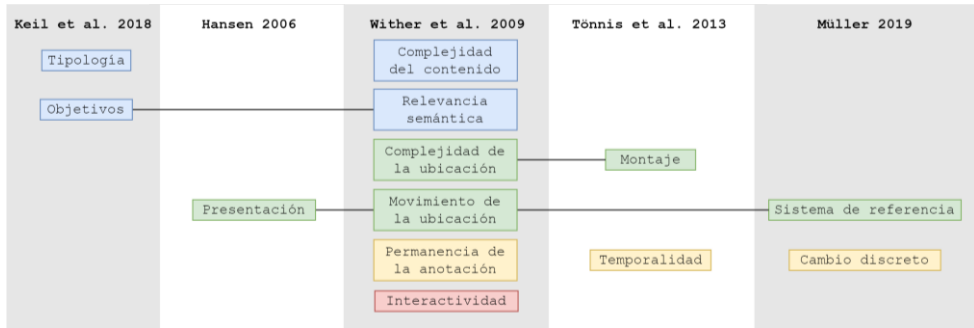 Keil et al. 2018 Hansen 2006 Wither et al. 2009 Tönnis et al. 2013 Müller 2019
Tipología
Complejidad
del contenido
Objetivos
Relevancia
semántica
Complejidad de
la ubicación
Montaje
Presentación
Movimiento de
la ubicación
Sistema de referencia
Permanencia de
la anotación
Temporalidad
Cambio discreto
Interactividad